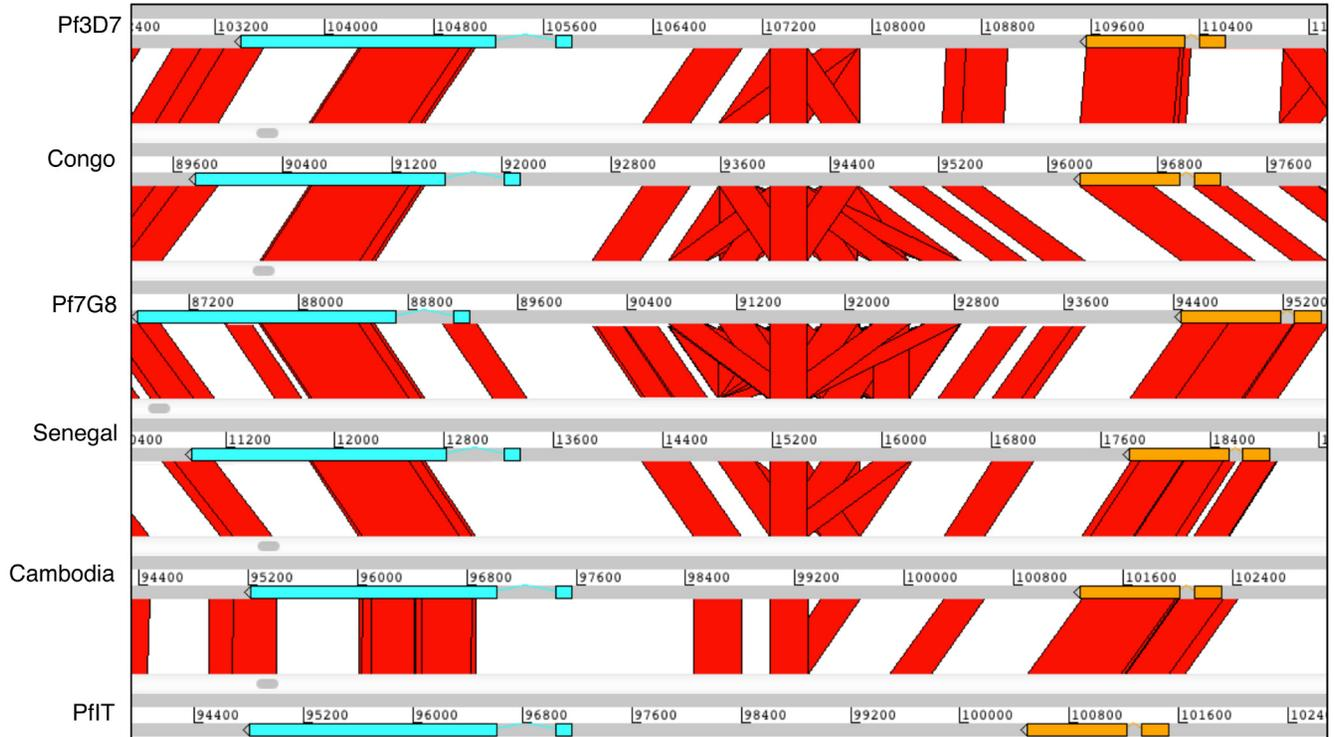 Pf3D7
2400 103200 104000 104800 105600 106400 107200 108000 108800 109600 110400 11
Congo
89600 90400 91200 92000 92800 93600 94400 95200 96000 96800 97600
Pf7G8
87200 88000 88800 89600 90400 91200 92000 92800 93600 94400 95200
Senegal
0400 11200 12000 12800 13600 14400 15200 16000 16800 17600 18400 1
Cambodia
94400 95200 96000 96800 97600 98400 99200 100000 100800 101600 102400
PfIT
94400 95200 96000 96800 97600 98400 99200 100000 100800 101600 1024